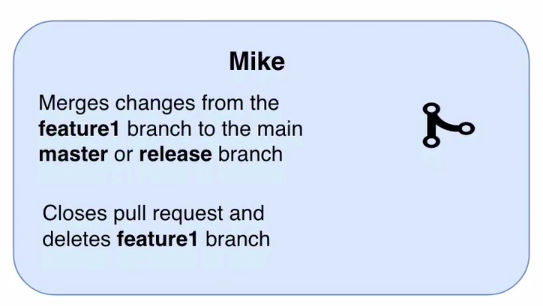 Mike
Merges changes from the
feature1 branch to the main
master or release branch
Closes pull request and
deletes feature1 branch